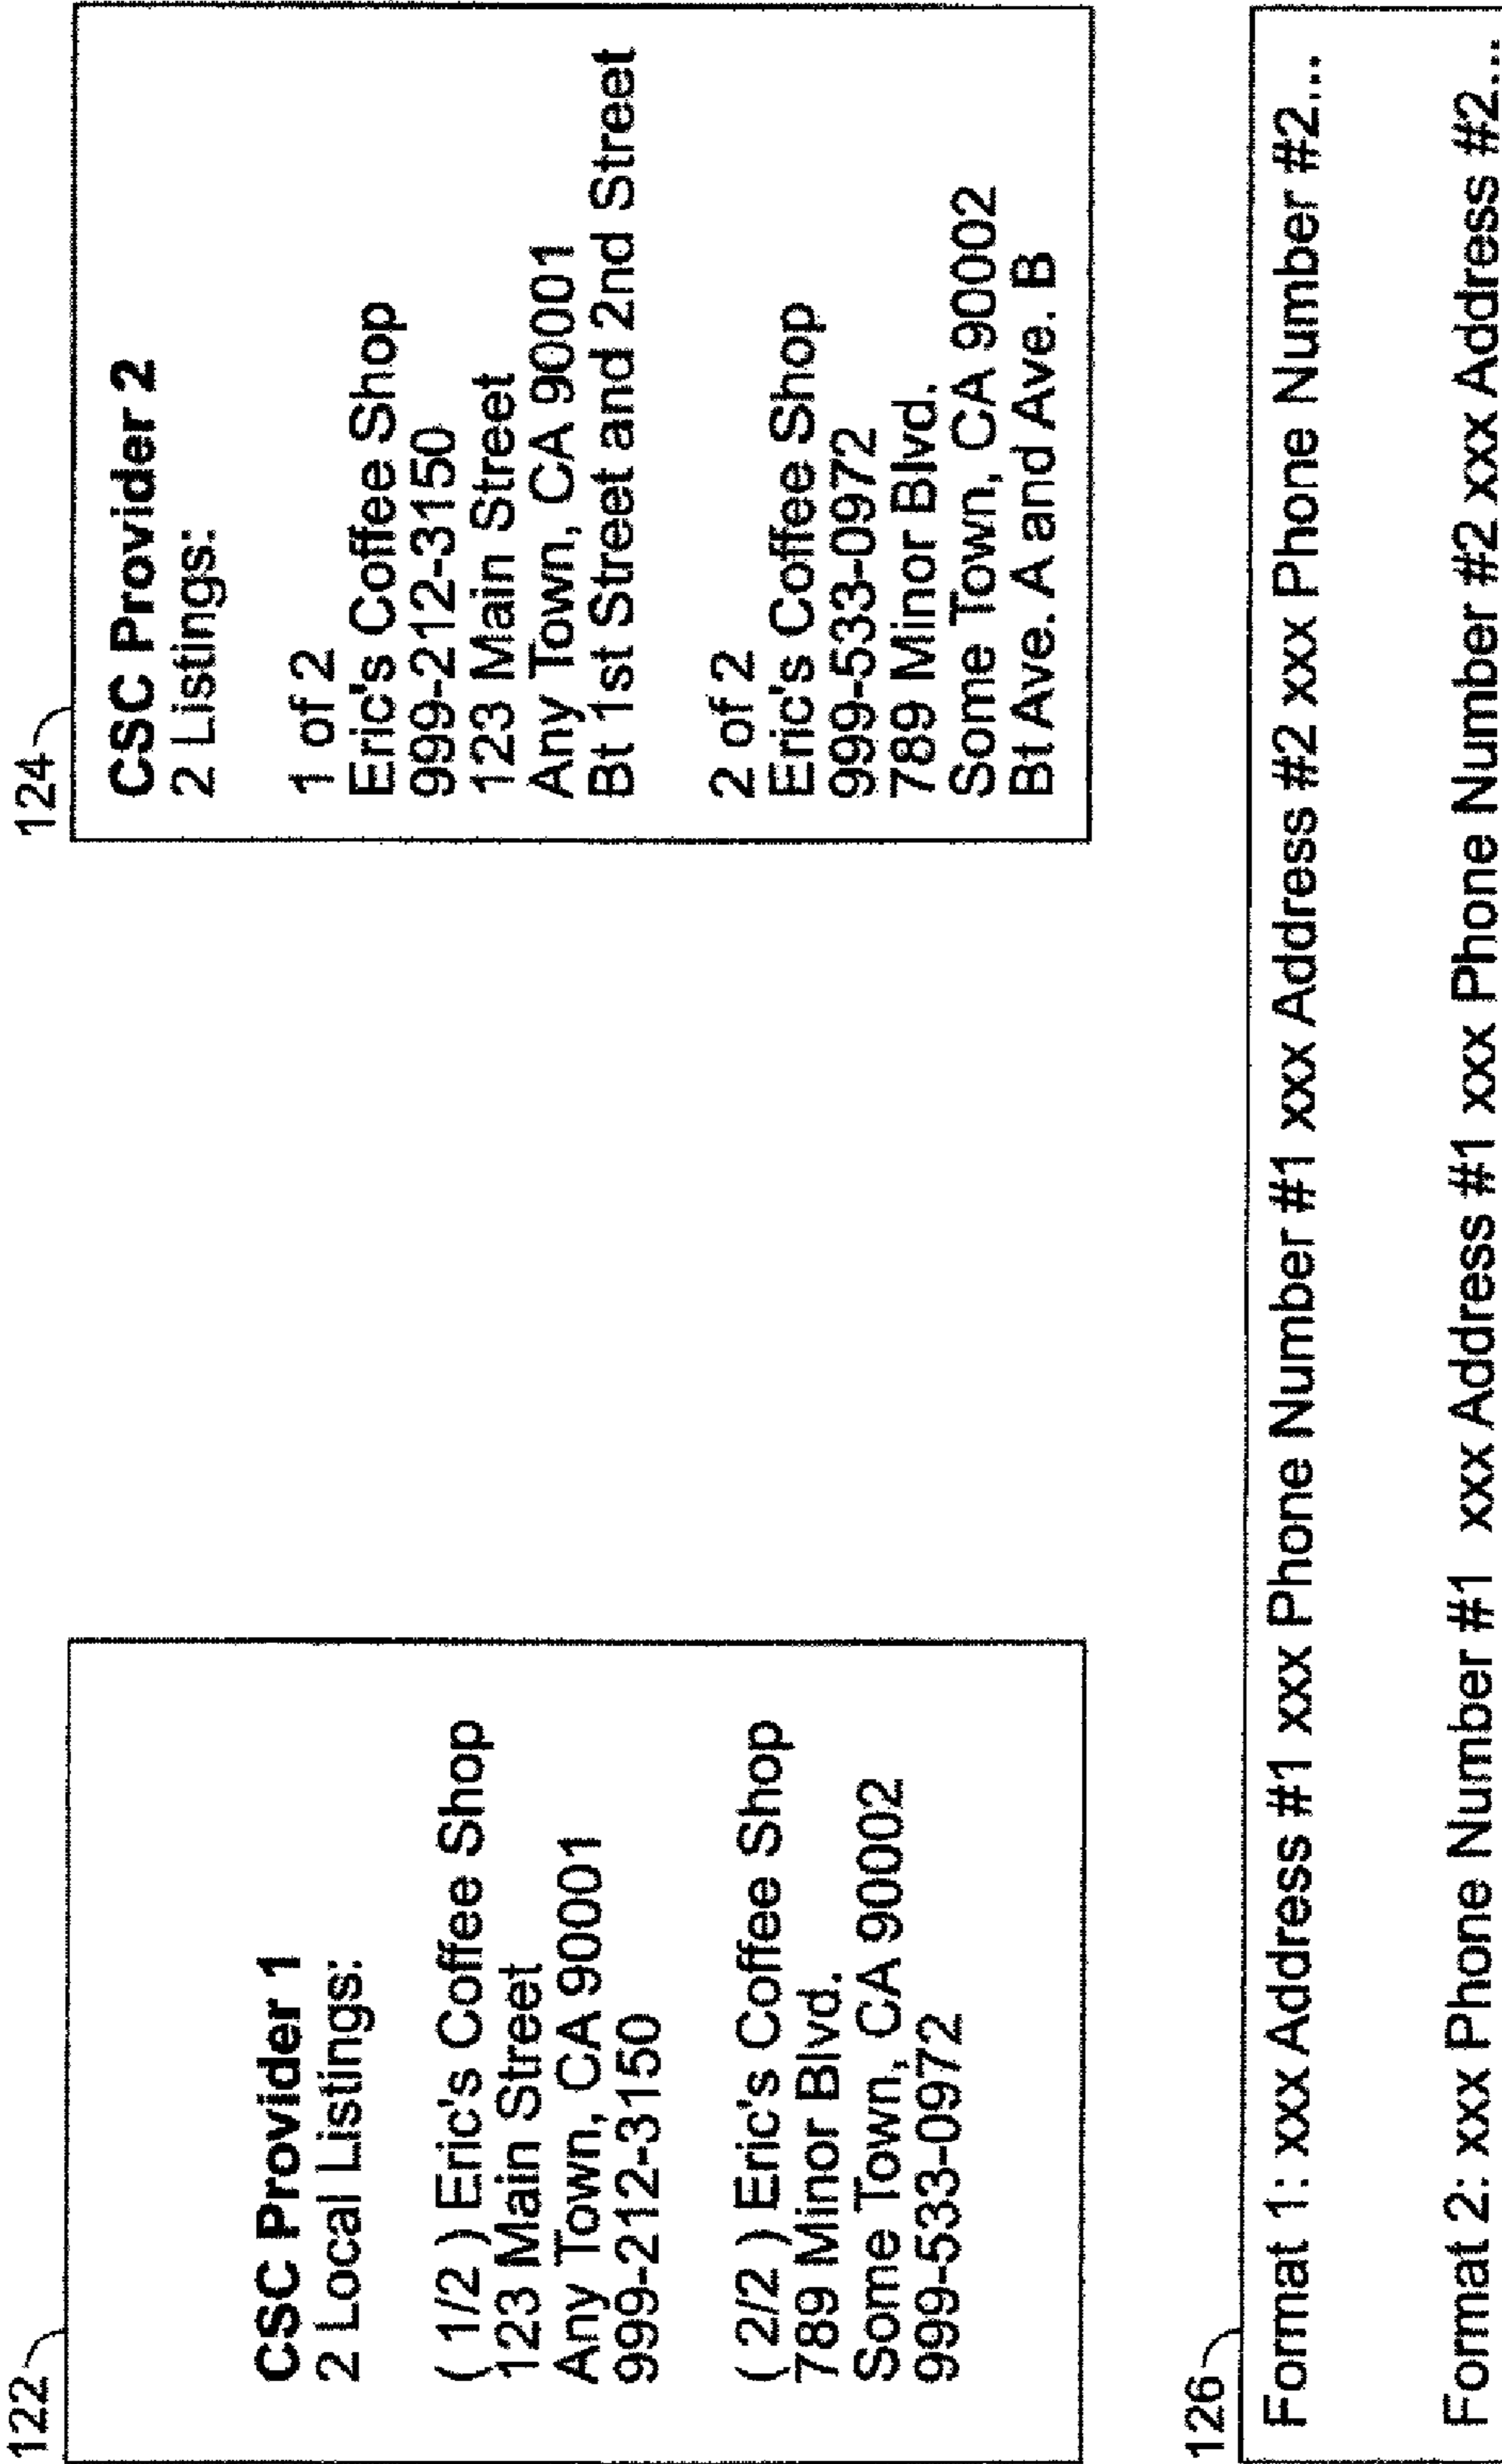 122
CSC Provider 1
2 Local Listings:
( 1/2 ) Eric's Coffee Shop
123 Main Street
Any Town, CA 90001
999-212-3150
( 2/2 ) Eric's Coffee Shop
789 Minor Blvd.
Some Town, CA 90002
999-533-0972
124
CSC Provider 2
2 Listings:
1 of 2
Eric's Coffee Shop
999-212-3150
123 Main Street
Any Town, CA 90001
Bt 1st Street and 2nd Street
2 of 2
Eric's Coffee Shop
999-533-0972
789 Minor Blvd.
Some Town, CA 90002
Bt Ave. A and Ave. B
126
Format 1: xxx Address #1 xxx Phone Number #1 xxx Address #2 xxx Phone Number #2...
Format 2: xxx Phone Number #1 xxx Address #1 xxx Phone Number #2 xxx Address #2...